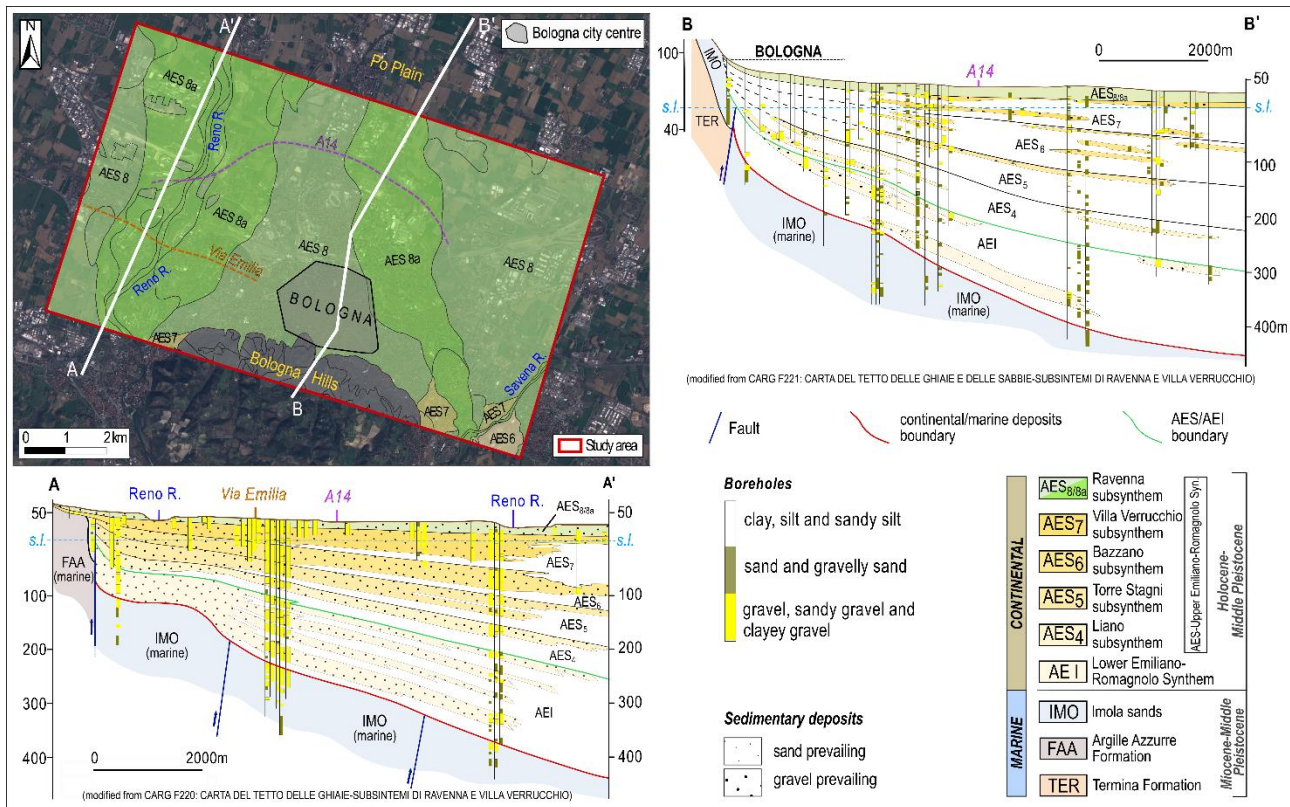 N
A'
B'
Bologna city centre
Po Plain
AES 8a
Reno R.
A14
AES 8
AES 8a
AES 8
AES 8a
AES 8
Via Emilia
Reno R.
BOLOGNA
AES7
Bologna Hills
Savena R.
A
B
AES7
AES7
AES6
0 1 2km
Study area
B
B'
0 2000m
100
IMO
BOLOGNA
A14
50
AES8/8a
s.l.
s.l.
AES7
40
TER
AES6
100
AES5
AES4
200
IMO
(marine)
AEI
300
IMO
(marine)
400m
(modified from CARG F221: CARTA DEL TETTO DELLE GHIAIE E DELLE SABBIE-SUBSINTEMI DI RAVENNA E VILLA VERRUCCHIO)
Fault
continental/marine deposits
boundary
AES/AEI
boundary
A
A'
Reno R.
Via Emilia
A14
Reno R.
AES8/8a
50
50
s.l.
s.l.
FAA
(marine)
AES7
100
100
AES6
AES5
IMO
(marine)
200
AES4
200
300
AEI
300
IMO
(marine)
400
400
0 2000m
(modified from CARG F220: CARTA DEL TETTO DELLE GHIAIE-SUBSINTEMI DI RAVENNA E VILLA VERRUCCHIO)
Boreholes
clay, silt and sandy silt
sand and gravelly sand
gravel, sandy gravel and
clayey gravel
Sedimentary deposits
sand prevailing
gravel prevailing
CONTINENTAL
MARINE
AES8/8a
Ravenna
subsynthem
AES7
Villa Verrucchio
subsynthem
AES6
Bazzano
subsynthem
AES5
Torre Stagni
subsynthem
AES4
Liano
subsynthem
AEI
Lower Emiliano-
Romagnolo Synthem
IMO
Imola sands
FAA
Argille Azzurre
Formation
TER
Termina Formation
AES-Upper Emiliano-Romagnolo Syn.
Holocene-
Middle Pleistocene
Miocene-Middle
Pleistocene